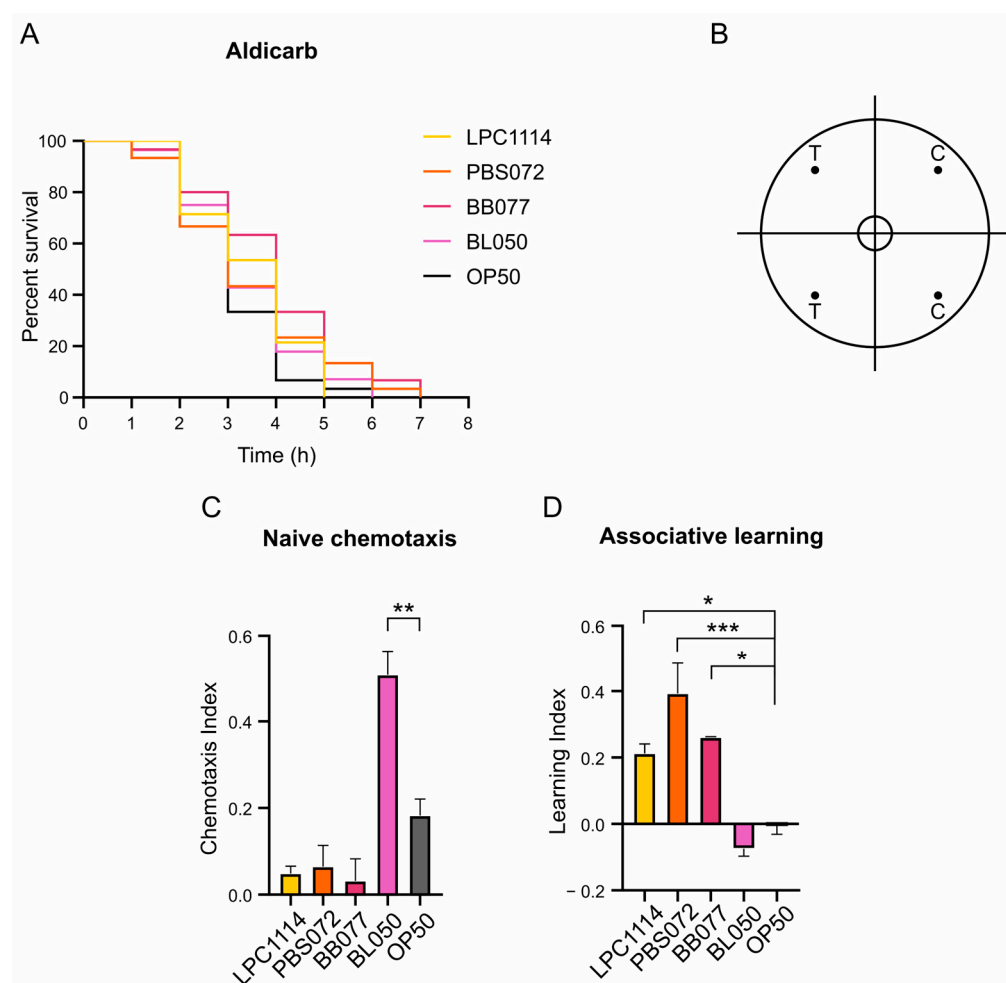 A
Aldicarb
Percent survival
100
80
60
40
20
0
0 1 2 3 4 5 6 7 8
Time (h)
LPC1114
PBS072
BB077
BL050
OP50
B
T C
T C
C
Naive chemotaxis
Chemotaxis Index
0.6
0.4
0.2
0.0
**
LPC1114 PBS072 BB077 BL050 OP50
D
Associative learning
Learning Index
0.6
0.4
0.2
0.0
−0.2
*
***
*
LPC1114 PBS072 BB077 BL050 OP50